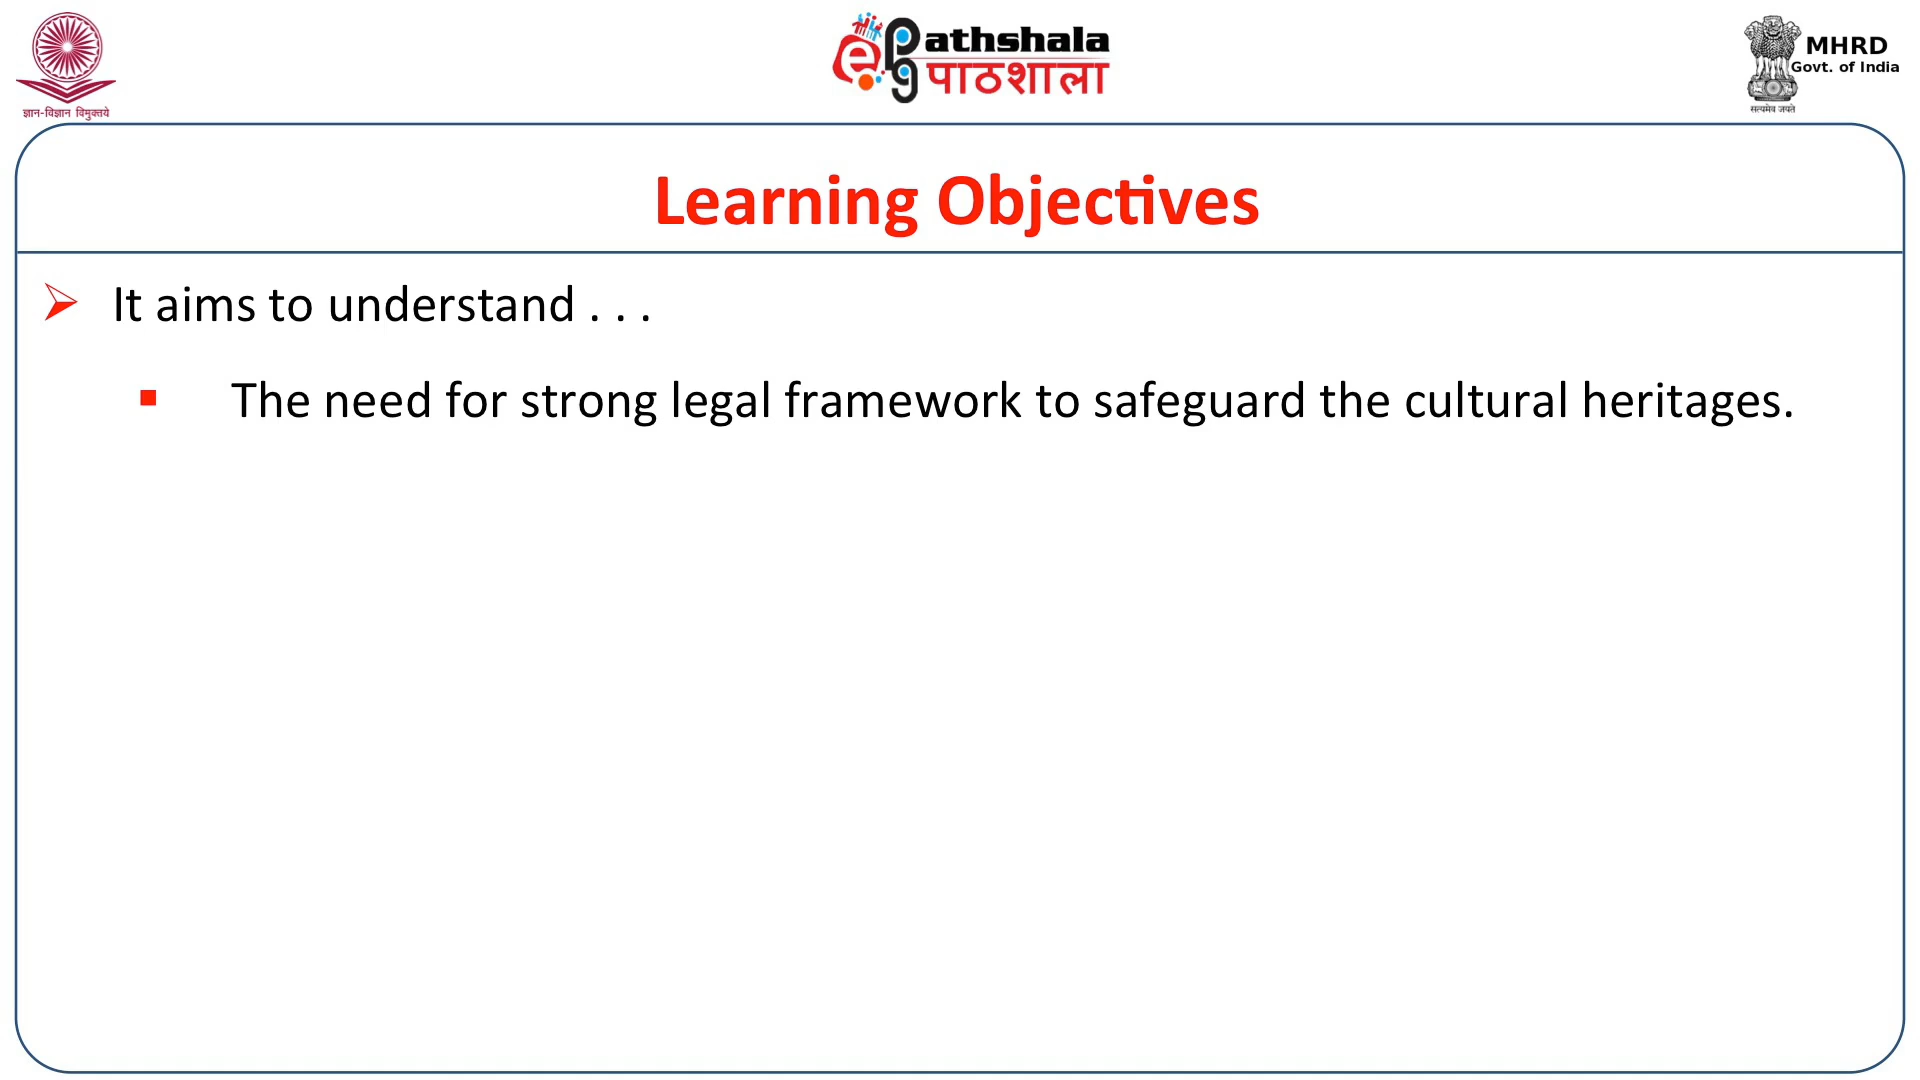 ज्ञान-विज्ञान विमुक्तये
ePathshala
पाठशाला
MHRD
Govt. of India
सत्यमेव जयते
Learning Objectives
It aims to understand . . .
The need for strong legal framework to safeguard the cultural heritages.